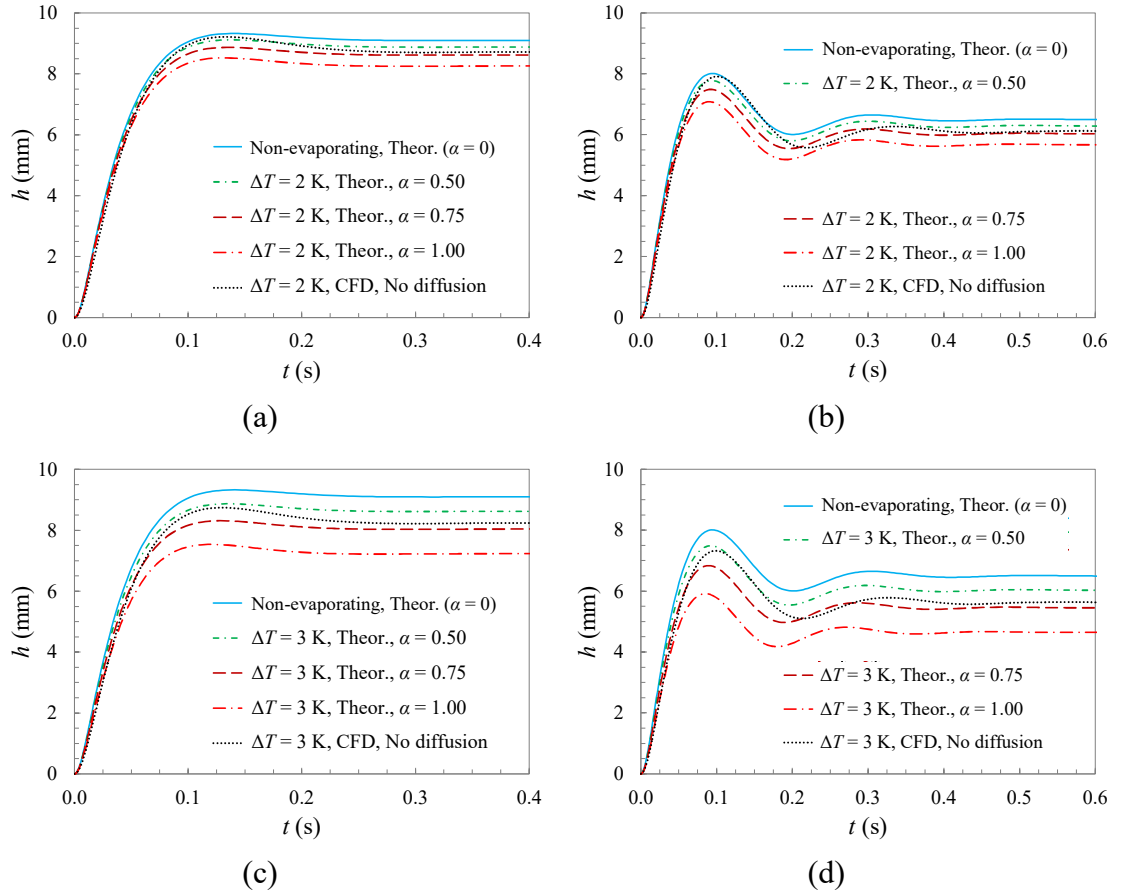 10
8
6
4
2
0
h (mm)
Non-evaporating, Theor. (α = 0)
ΔT = 2 K, Theor., α = 0.50
ΔT = 2 K, Theor., α = 0.75
ΔT = 2 K, Theor., α = 1.00
ΔT = 2 K, CFD, No diffusion
0.0 0.1 0.2 0.3 0.4
t (s)
(a)
10
8
6
4
2
0
h (mm)
Non-evaporating, Theor. (α = 0)
ΔT = 2 K, Theor., α = 0.50
ΔT = 2 K, Theor., α = 0.75
ΔT = 2 K, Theor., α = 1.00
ΔT = 2 K, CFD, No diffusion
0.0 0.1 0.2 0.3 0.4 0.5 0.6
t (s)
(b)
10
8
6
4
2
0
h (mm)
Non-evaporating, Theor. (α = 0)
ΔT = 3 K, Theor., α = 0.50
ΔT = 3 K, Theor., α = 0.75
ΔT = 3 K, Theor., α = 1.00
ΔT = 3 K, CFD, No diffusion
0.0 0.1 0.2 0.3 0.4
t (s)
(c)
10
8
6
4
2
0
h (mm)
Non-evaporating, Theor. (α = 0)
ΔT = 3 K, Theor., α = 0.50
ΔT = 3 K, Theor., α = 0.75
ΔT = 3 K, Theor., α = 1.00
ΔT = 3 K, CFD, No diffusion
0.0 0.1 0.2 0.3 0.4 0.5 0.6
t (s)
(d)